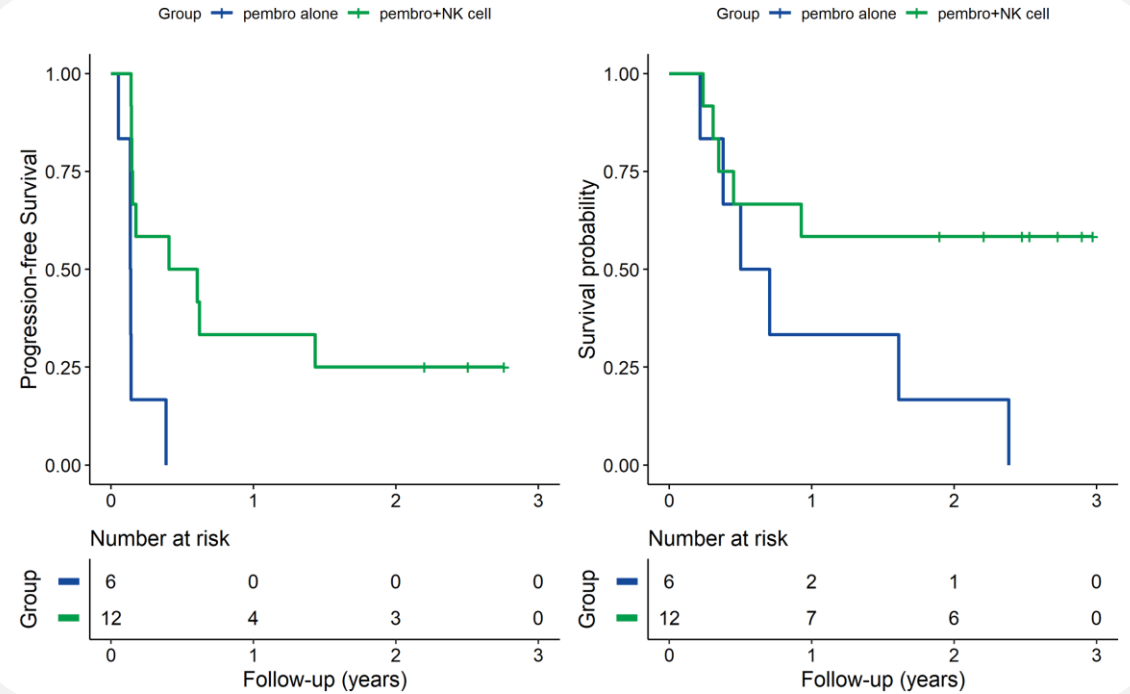 Group pembro alone pembro+NK cell
Progression-free Survival
1.00
0.75
0.50
0.25
0.00
0 1 2 3
Number at risk
Group
6 0 0 0
12 4 3 0
0 1 2 3
Follow-up (years)
Group pembro alone pembro+NK cell
Survival probability
1.00
0.75
0.50
0.25
0.00
0 1 2 3
Number at risk
Group
6 2 1 0
12 7 6 0
0 1 2 3
Follow-up (years)